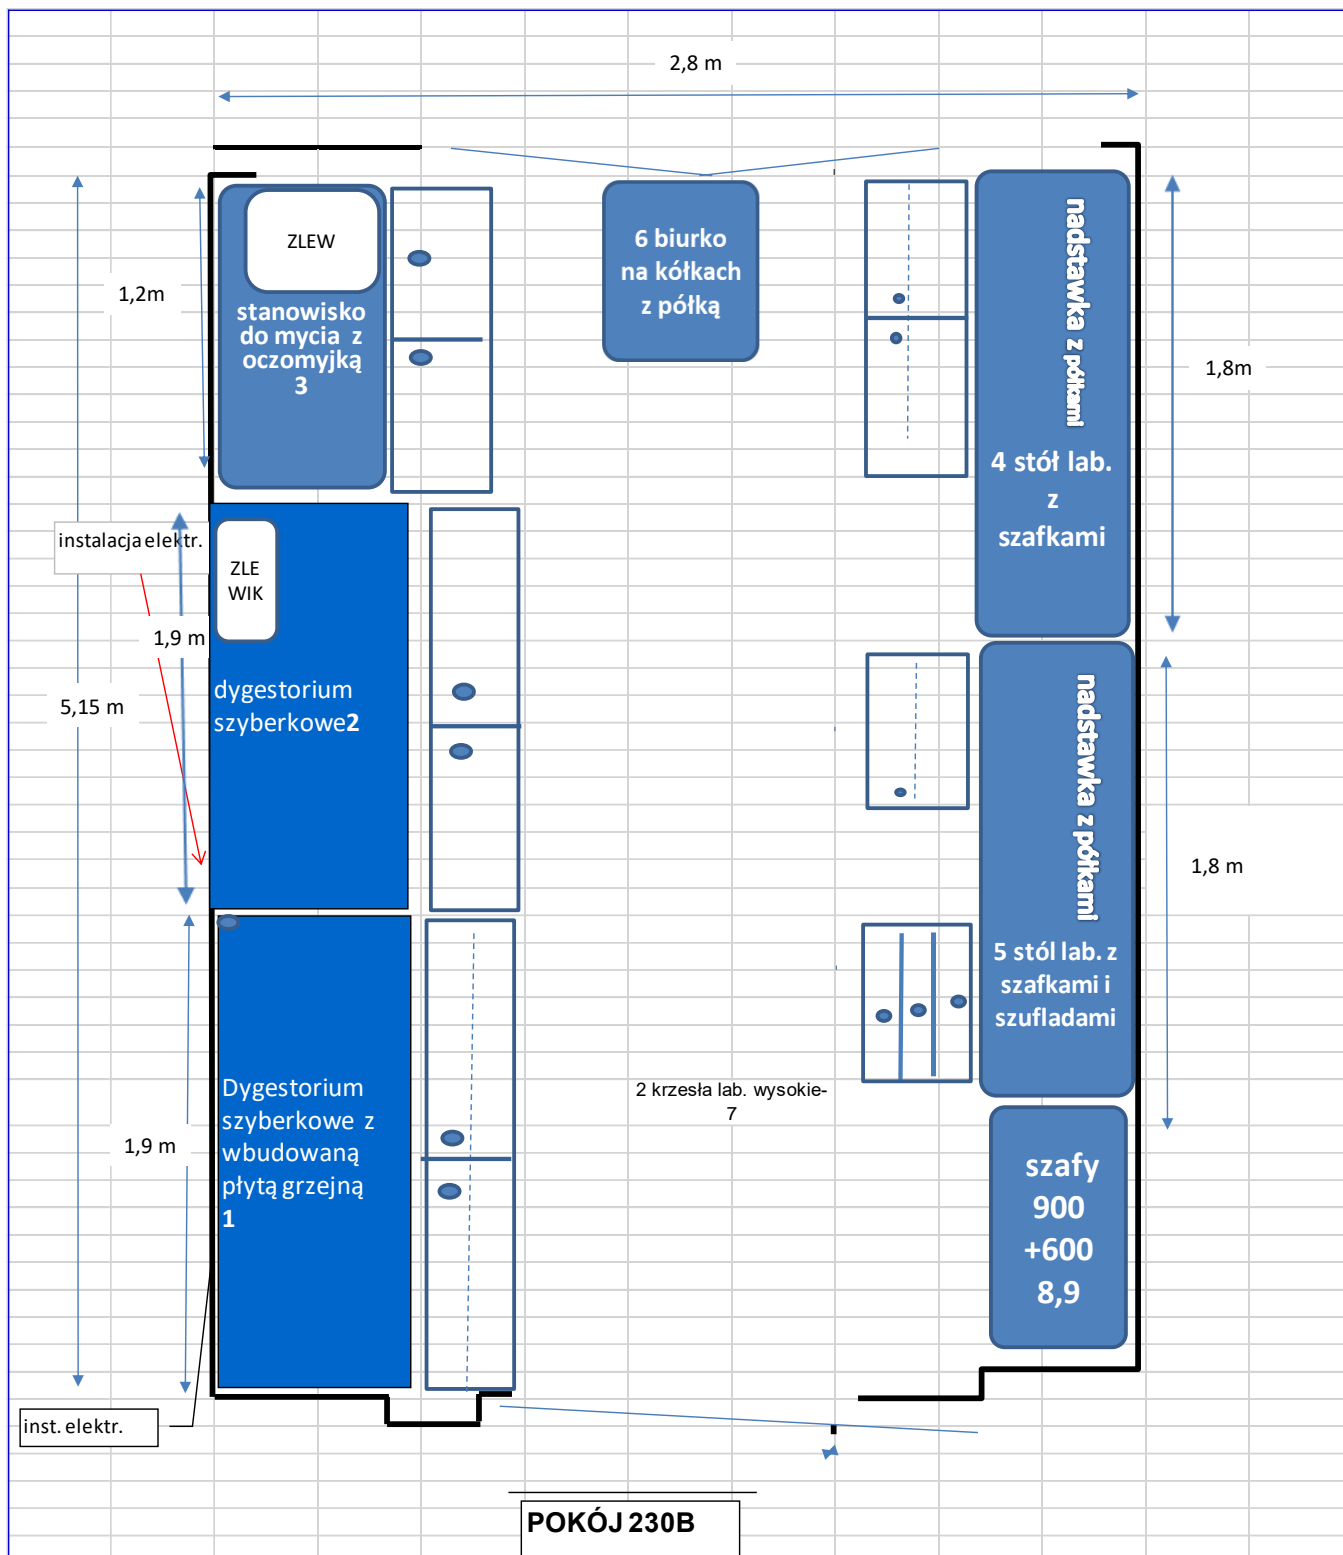 2,8 m
ZLEW
stanowisko
do mycia z
oczomyjką
3
1,2m
6 biurko
na kółkach
z półką
nadstawka z półkami
4 stół lab.
z
szafkami
1,8m
instalacja elektr.
ZLE
WIK
1,9 m
dygestorium
szyberkowe2
5,15 m
nadstawka z półkami
5 stól lab. z
szafkami i
szufladami
1,8 m
Dygestorium
szyberkowe z
wbudowaną
płytą grzejną
1
1,9 m
2 krzesła lab. wysokie-
7
szafy
900
+600
8,9
inst. elektr.
POKÓJ 230B